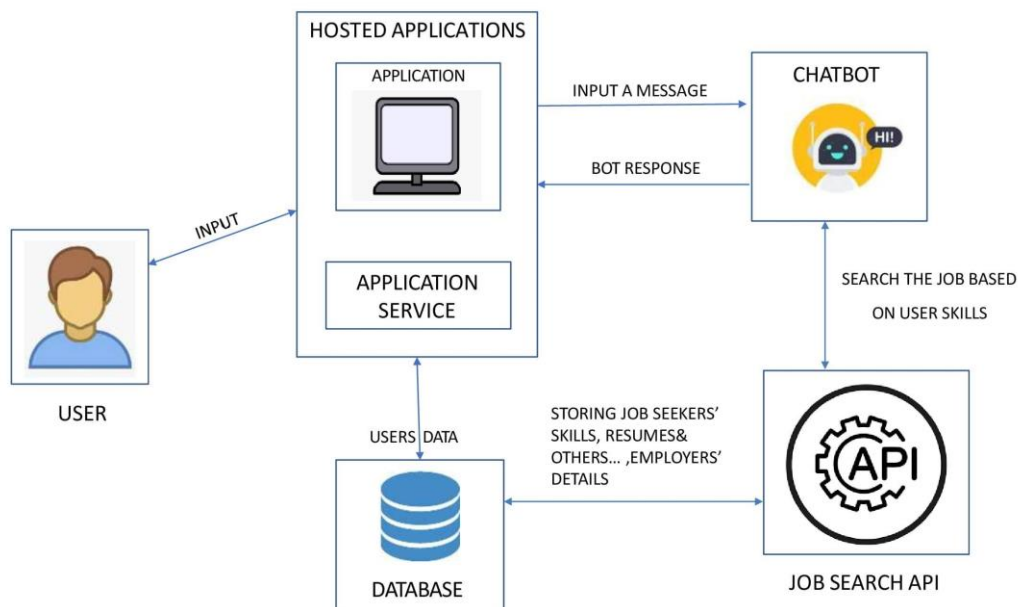 HOSTED APPLICATIONS
APPLICATION
INPUT A MESSAGE
CHATBOT
HI!
BOT RESPONSE
INPUT
APPLICATION
SERVICE
SEARCH THE JOB BASED
ON USER SKILLS
USER
USERS DATA
STORING JOB SEEKERS’
SKILLS, RESUMES&
OTHERS... ,EMPLOYERS’
DETAILS
API
DATABASE
JOB SEARCH API